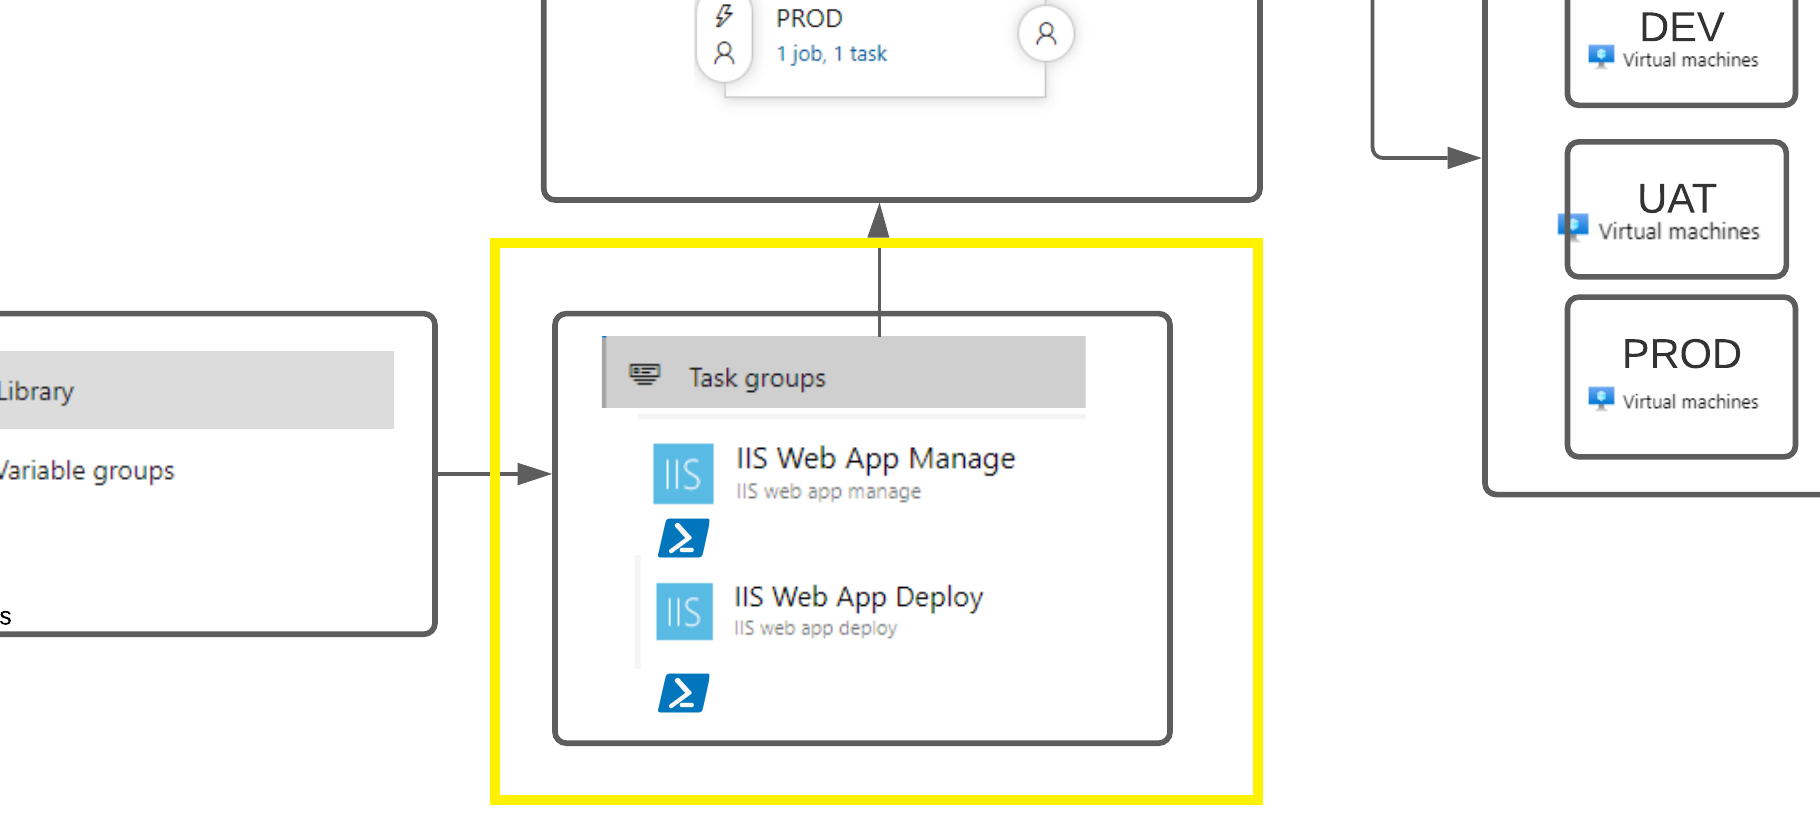 PROD
1 job, 1 task
Library
Variable groups
s
Task groups
IIS
IIS Web App Manage
IIS web app manage
IIS
IIS Web App Deploy
IIS web app deploy
DEV
Virtual machines
UAT
Virtual machines
PROD
Virtual machines